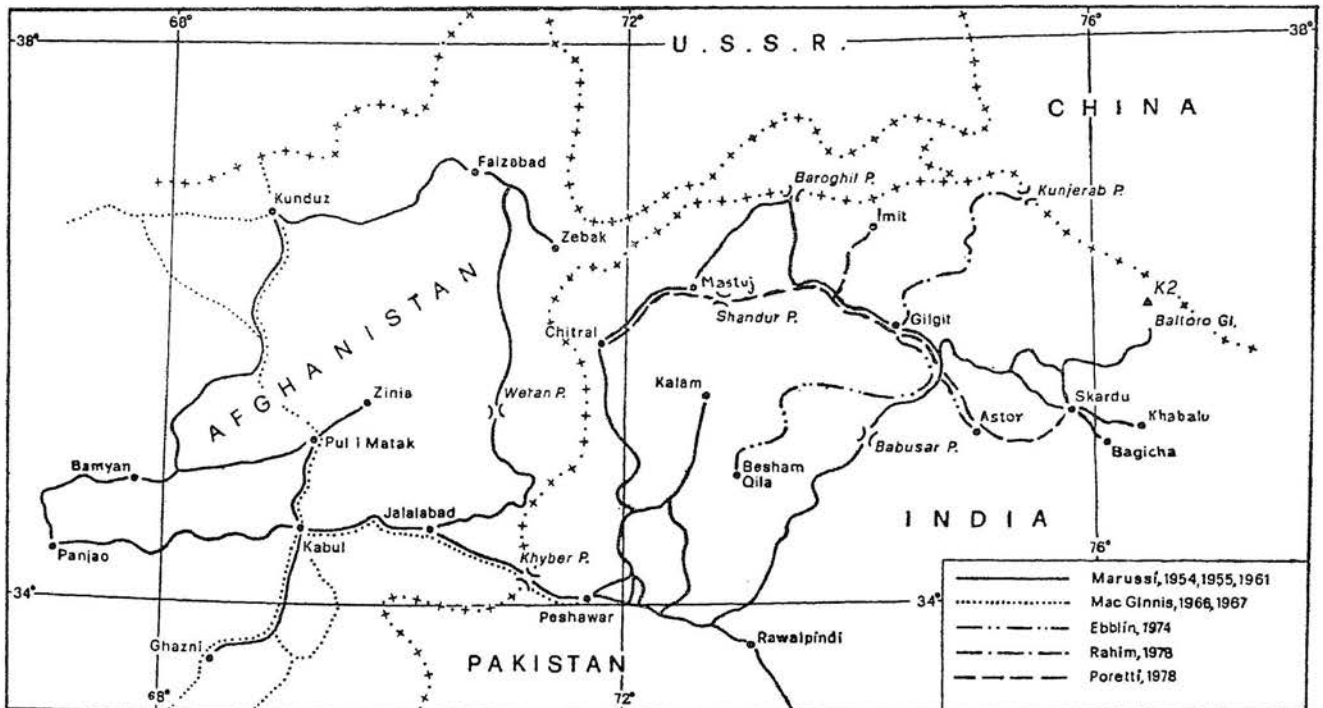 68°
72°
76°
38°
U.S.S.R.
38°
CHINA
Faizabad
Baroghil P.
Kunjerab P.
Kunduz
Imit
Zebak
K2
Mastuj
Shandur P.
Gilgit
Baltoro Gl.
Chitral
AFGHANISTAN
Zinia
Weran P.
Kalam
Skardu
Astor
Khabalu
Pul i Matak
Babusar P.
Bagicha
Bamyan
Besham
Qila
Jalalabad
INDIA
Panjao
Kabul
Khyber P.
76°
34°
Peshawar
34°
Marussi, 1954, 1955, 1961
Mac Ginnis, 1966, 1967
Ebblin, 1974
Rahim, 1978
Poretti, 1978
Ghazni
Rawalpindi
PAKISTAN
68°
72°